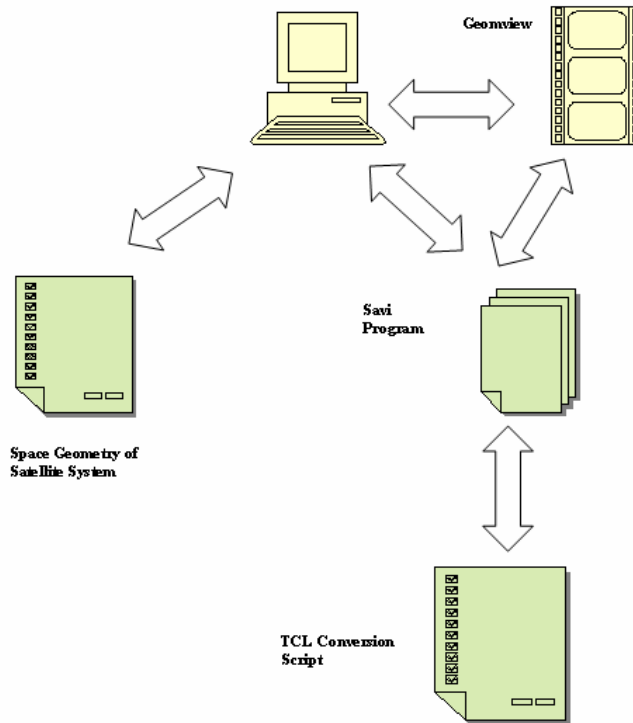 Geomview
Savi
Program
Space Geometry of
Satellite System
TCL Conversion
Script